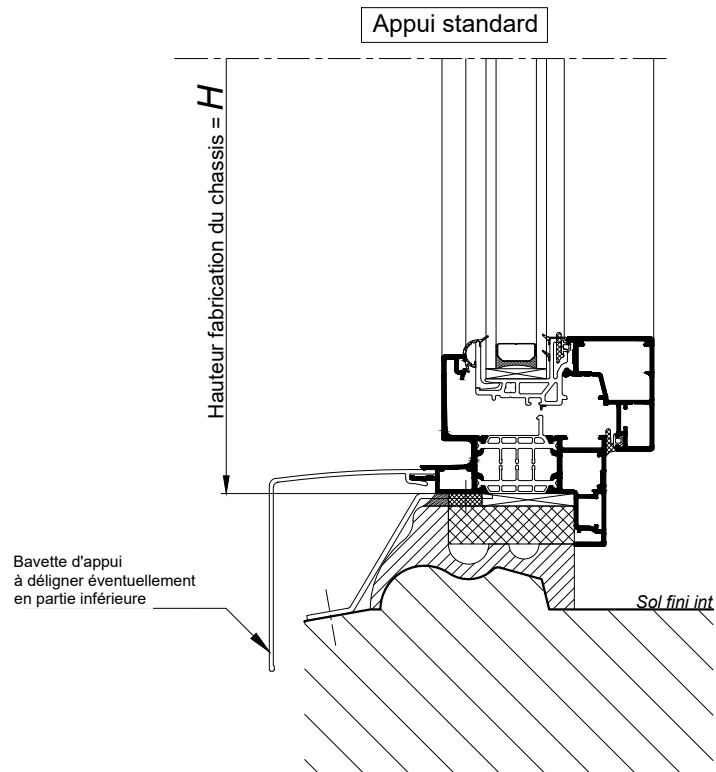 Appui standard
Hauteur fabrication du chassis = H
Bavette d'appui
à déligner éventuellement
en partie inférieure
Sol fini int